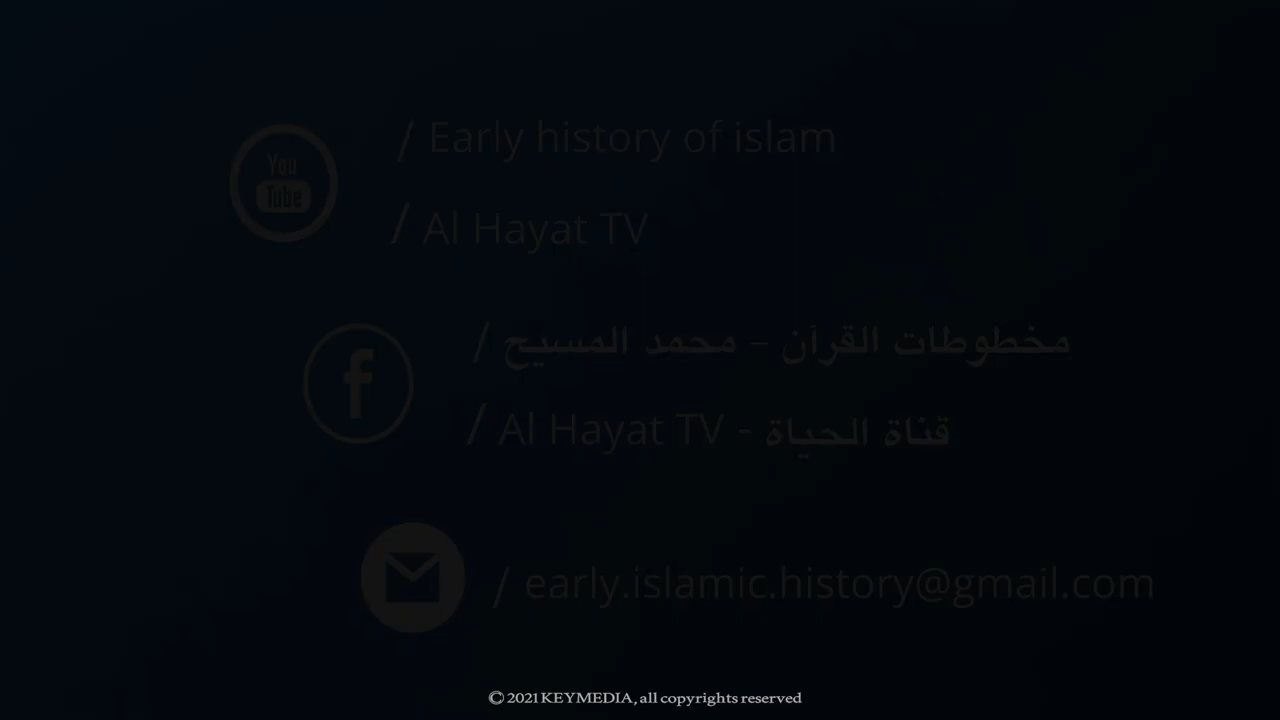 You
Tube
/ Early history of islam
/ Al Hayat TV
/ مخطوطات القرآن - محمد المسيح
/ Al Hayat TV - قناة الحياة
/ early.islamic.history@gmail.com
© 2021 KEYMEDIA, all copyrights reserved